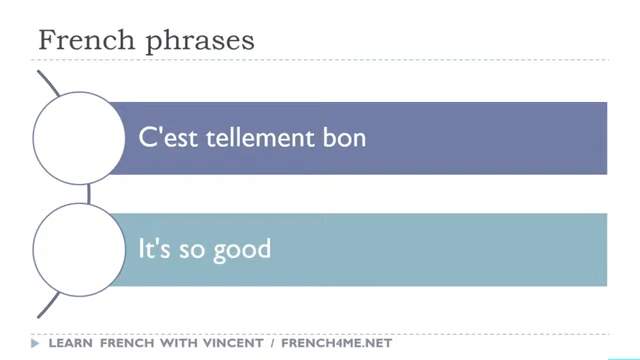 French phrases
C'est tellement bon
It's so good
LEARN FRENCH WITH VINCENT / FRENCH4ME.NET